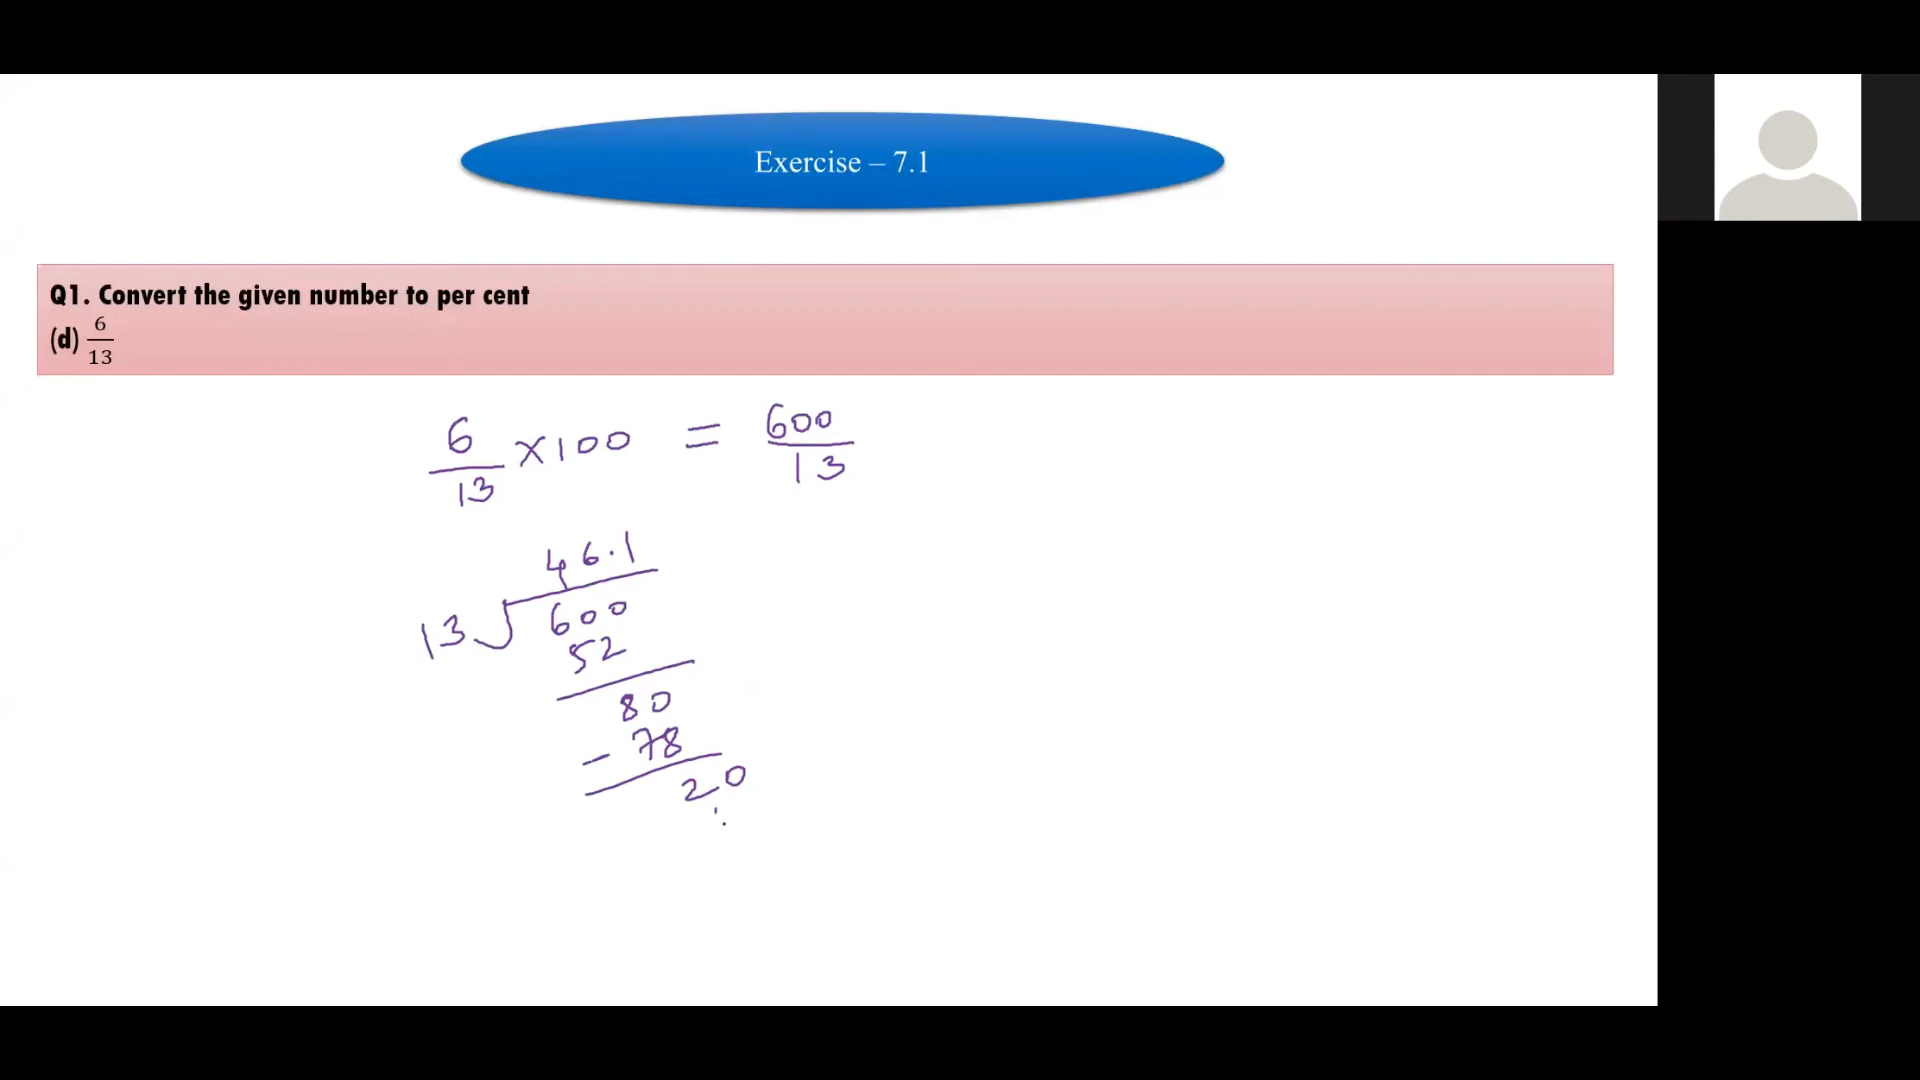 Exercise – 7.1
Q1. Convert the given number to per cent
(d) 6/13
6/13 ×100 = 600/13
46.1
13 600
52
80
- 78
20